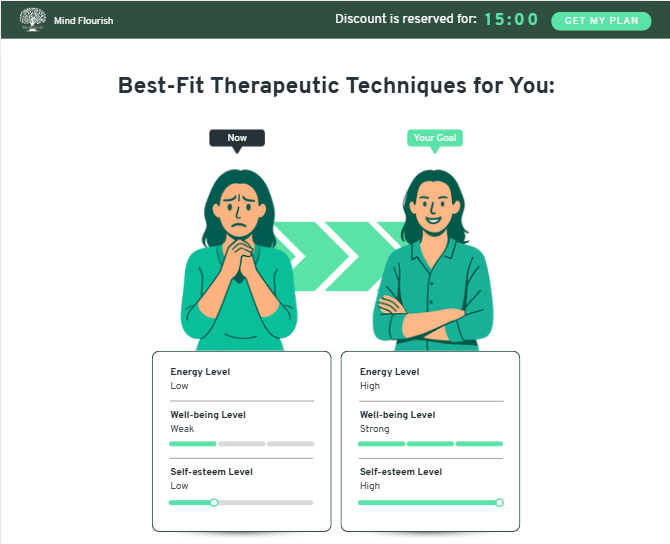 Mind Flourish
Discount is reserved for: 15:00 GET MY PLAN
Best-Fit Therapeutic Techniques for You:
Now
Your Goal
Energy Level
Low
Well-being Level
Weak
Self-esteem Level
Low
Energy Level
High
Well-being Level
Strong
Self-esteem Level
High